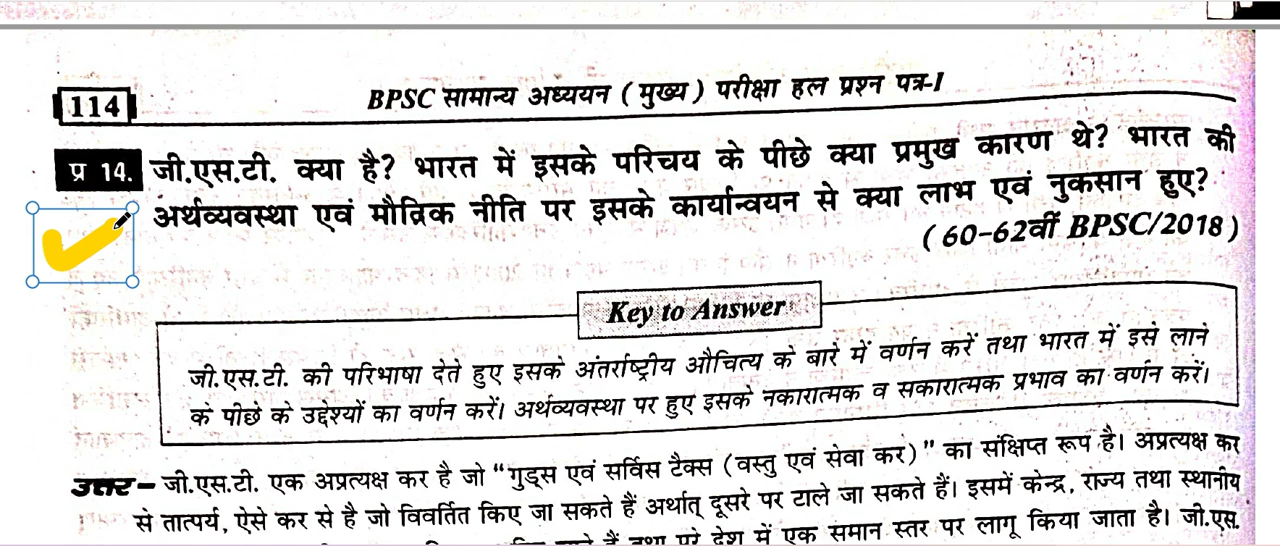 114
BPSC सामान्य अध्ययन ( मुख्य ) परीक्षा हल प्रश्न पत्र-I
प्र 14. जी.एस.टी. क्या है? भारत में इसके परिचय के पीछे क्या प्रमुख कारण थे? भारत की
अर्थव्यवस्था एवं मौद्रिक नीति पर इसके कार्यान्वयन से क्या लाभ एवं नुकसान हुए?
( 60-62वीं BPSC/2018 )
Key to Answer
जी.एस.टी. की परिभाषा देते हुए इसके अंतर्राष्ट्रीय औचित्य के बारे में वर्णन करें तथा भारत में इसे लाने
के पीछे के उद्देश्यों का वर्णन करें। अर्थव्यवस्था पर हुए इसके नकारात्मक व सकारात्मक प्रभाव का वर्णन करें।
उत्तर– जी.एस.टी. एक अप्रत्यक्ष कर है जो “गुड्स एवं सर्विस टैक्स (वस्तु एवं सेवा कर)” का संक्षिप्त रूप है। अप्रत्यक्ष कर
से तात्पर्य, ऐसे कर से है जो विवर्तित किए जा सकते हैं अर्थात् दूसरे पर टाले जा सकते हैं। इसमें केन्द्र, राज्य तथा स्थानीय
हैं तथा पूरे देश में एक समान स्तर पर लागू किया जाता है। जी.एस.